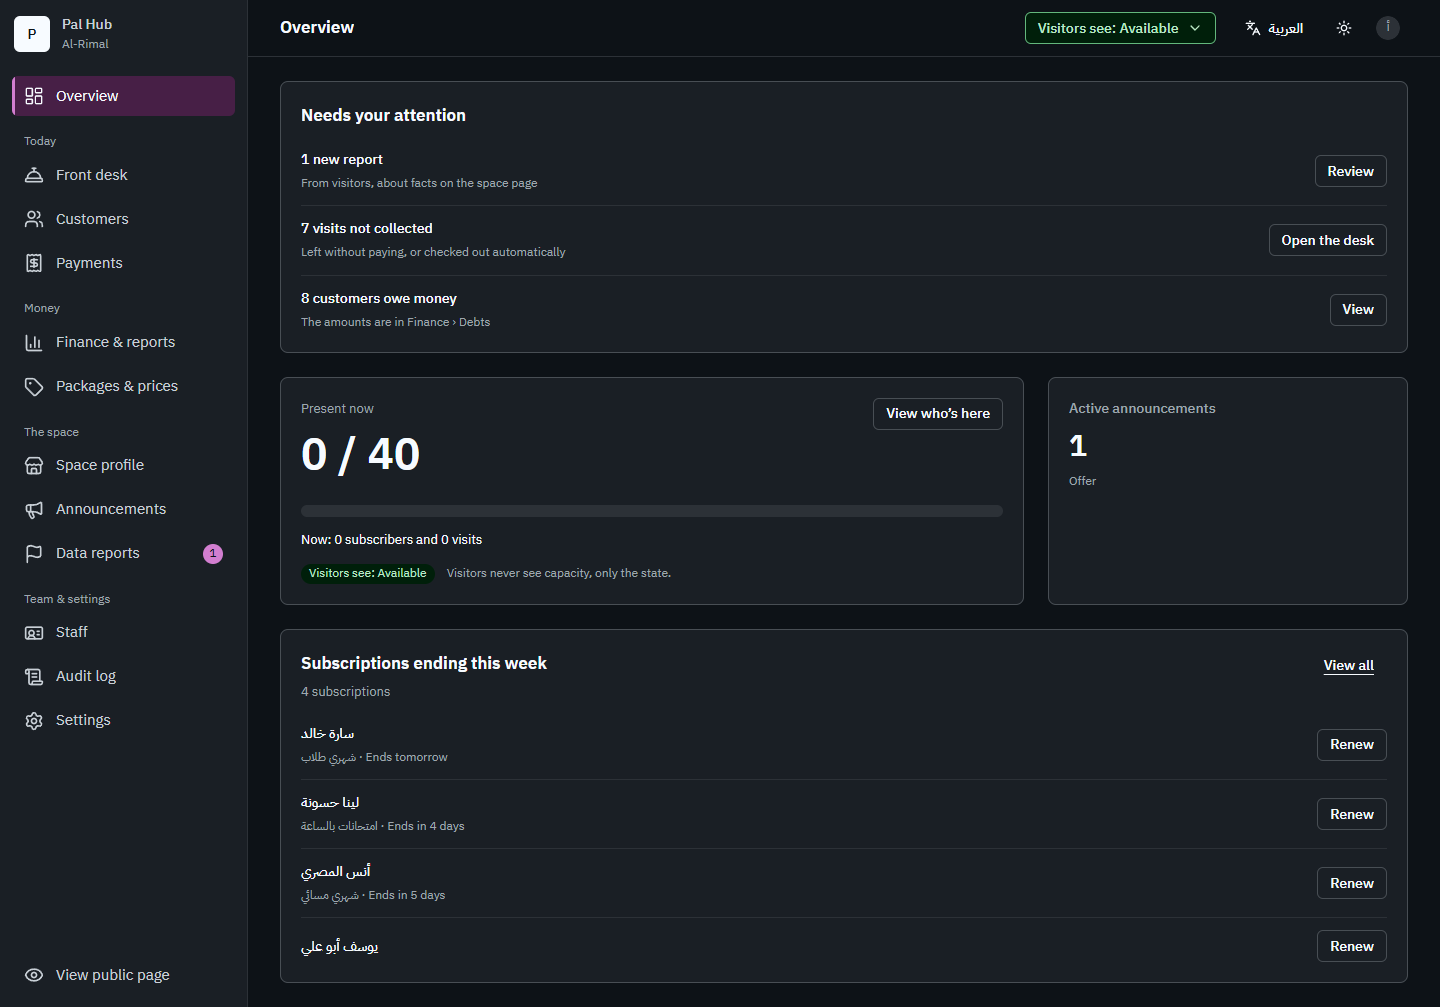 P
Pal Hub
Al-Rimal
Overview
Today
Front desk
Customers
Payments
Money
Finance & reports
Packages & prices
The space
Space profile
Announcements
Data reports
1
Team & settings
Staff
Audit log
Settings
View public page
Overview
Visitors see: Available
العربية
أ
Needs your attention
1 new report
From visitors, about facts on the space page
Review
7 visits not collected
Left without paying, or checked out automatically
Open the desk
8 customers owe money
The amounts are in Finance › Debts
View
Present now
View who’s here
0 / 40
Now: 0 subscribers and 0 visits
Visitors see: Available
Visitors never see capacity, only the state.
Active announcements
1
Offer
Subscriptions ending this week
View all
4 subscriptions
سارة خالد
شهري طلاب · Ends tomorrow
Renew
لينا حسونة
امتحانات بالساعة · Ends in 4 days
Renew
أنس المصري
شهري مسائي · Ends in 5 days
Renew
يوسف أبو علي
Renew